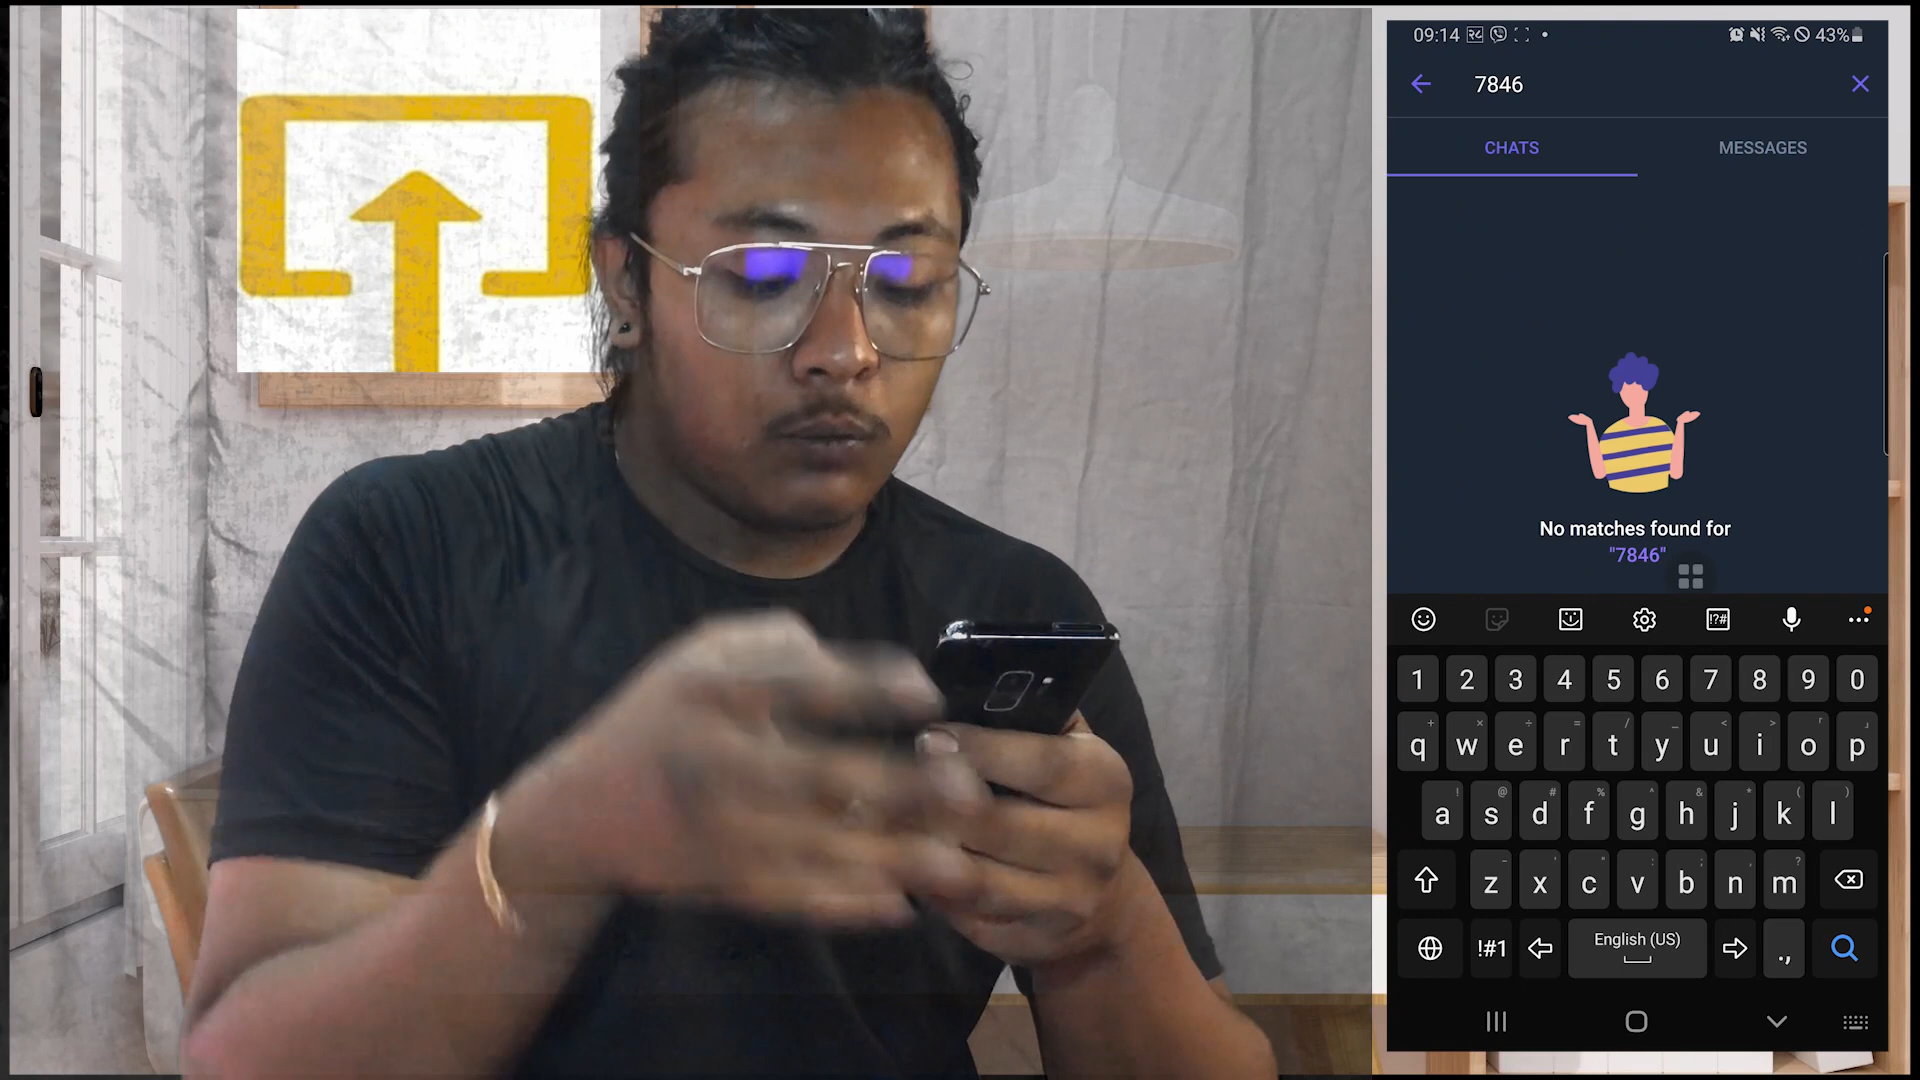 09:14
43%
7846
CHATS
MESSAGES
No matches found for
"7846"
!?#
1 2 3 4 5 6 7 8 9 0
q w e r t y u i o p
a s d f g h j k l
z x c v b n m
!#1
English (US)
.,